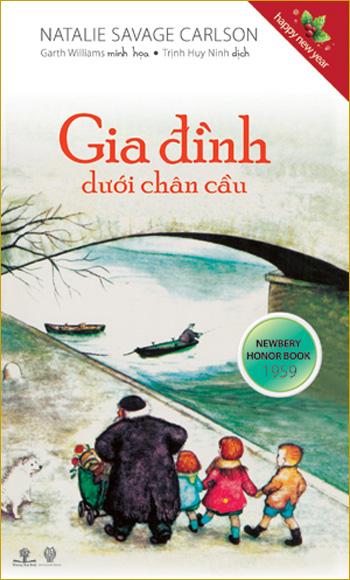 NATALIE SAVAGE CARLSON
Garth Williams minh họa • Trịnh Huy Ninh dịch
happy new year
Gia đình
dưới chân cầu
NEWBERY
HONOR BOOK
1959